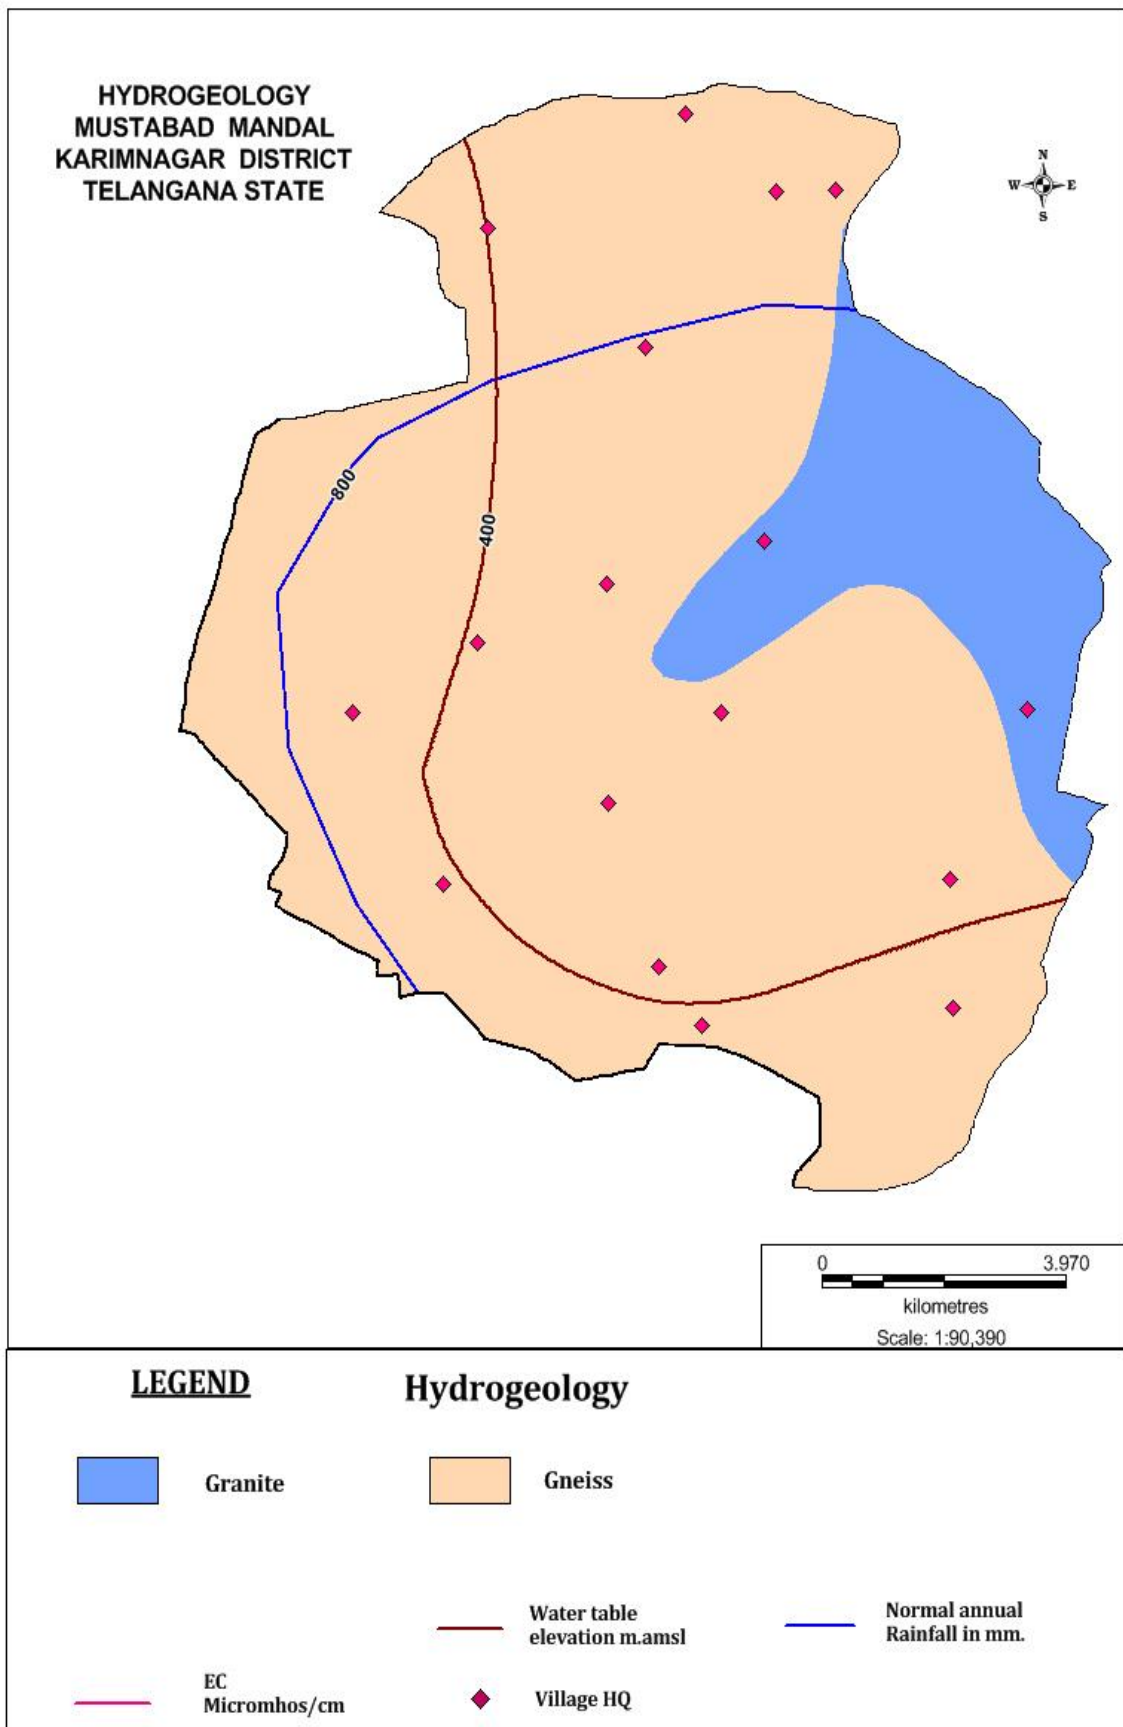 HYDROGEOLOGY
MUSTABAD MANDAL
KARIMNAGAR DISTRICT
TELANGANA STATE
N
W E
S
800
400
0 3.970
kilometres
Scale: 1:90,390
LEGEND Hydrogeology
Granite Gneiss
Water table
elevation m.amsl
Normal annual
Rainfall in mm.
EC
Micromhos/cm
Village HQ